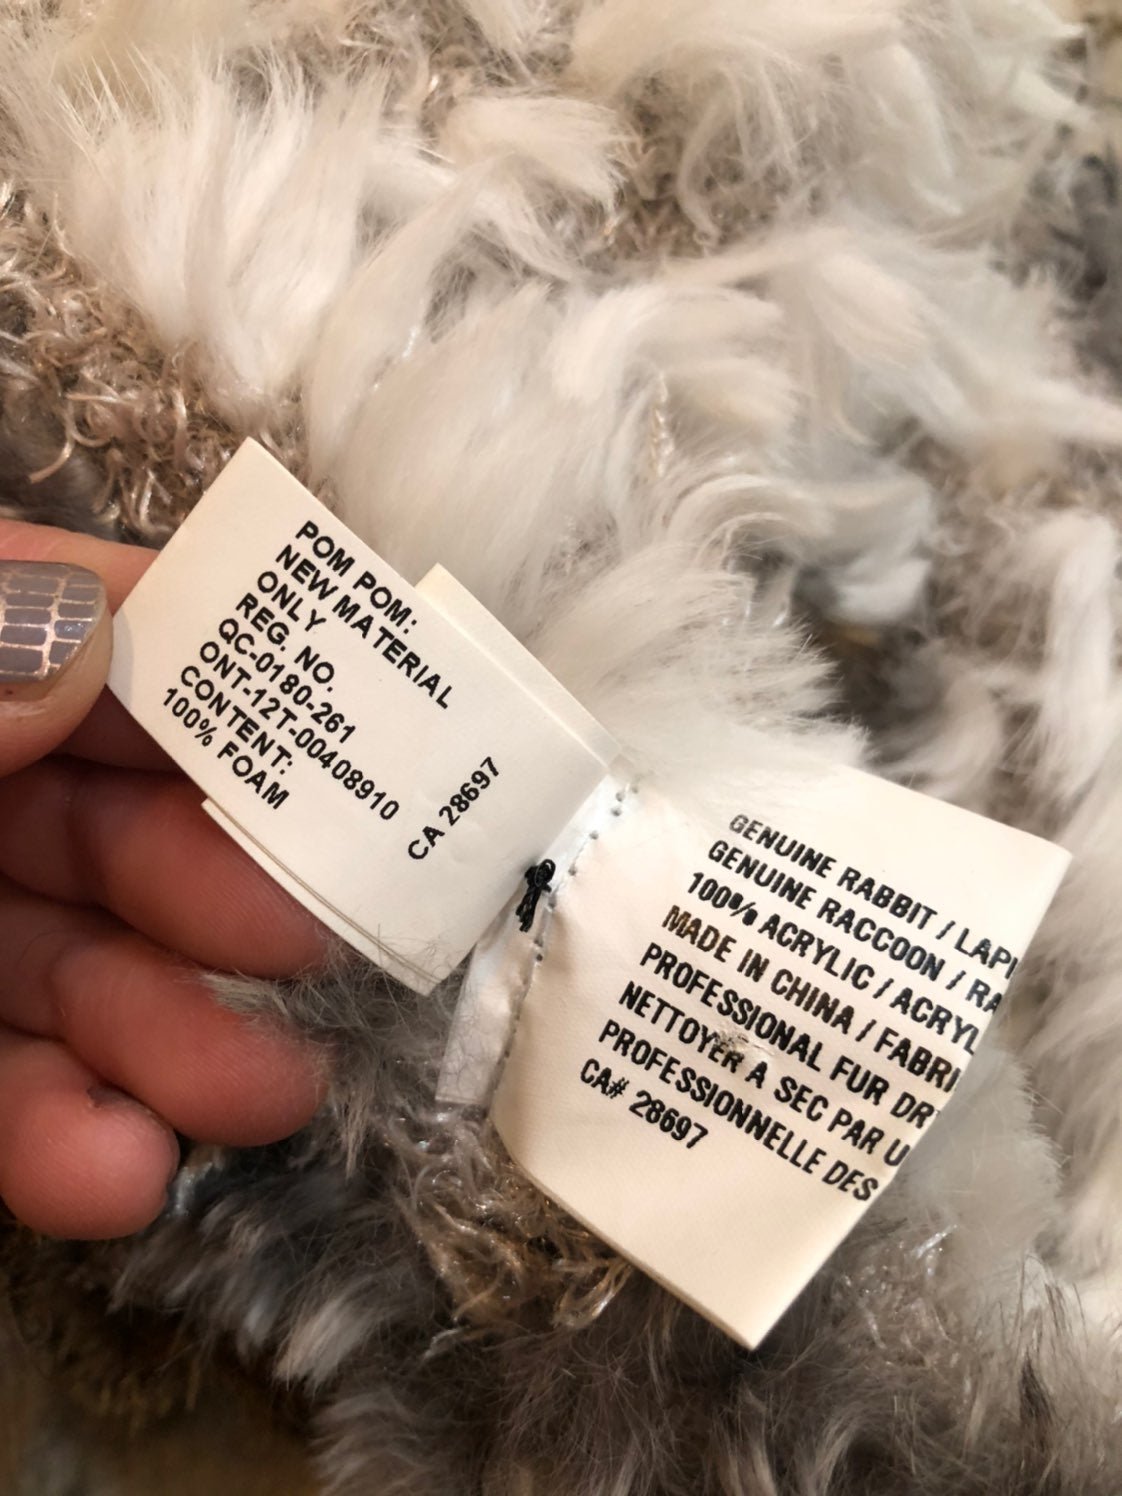 POM POM:
NEW MATERIAL
ONLY
REG. NO.
QC-0180-261
ONT-12T-00408910
CONTENT:
100% FOAM
CA 28697
GENUINE RABBIT / LAPI
GENUINE RACCOON / RA
100% ACRYLIC / ACRYL
MADE IN CHINA / FABRI
PROFESSIONAL FUR DR
NETTOYER A SEC PAR U
PROFESSIONNELLE DES
CA# 28697